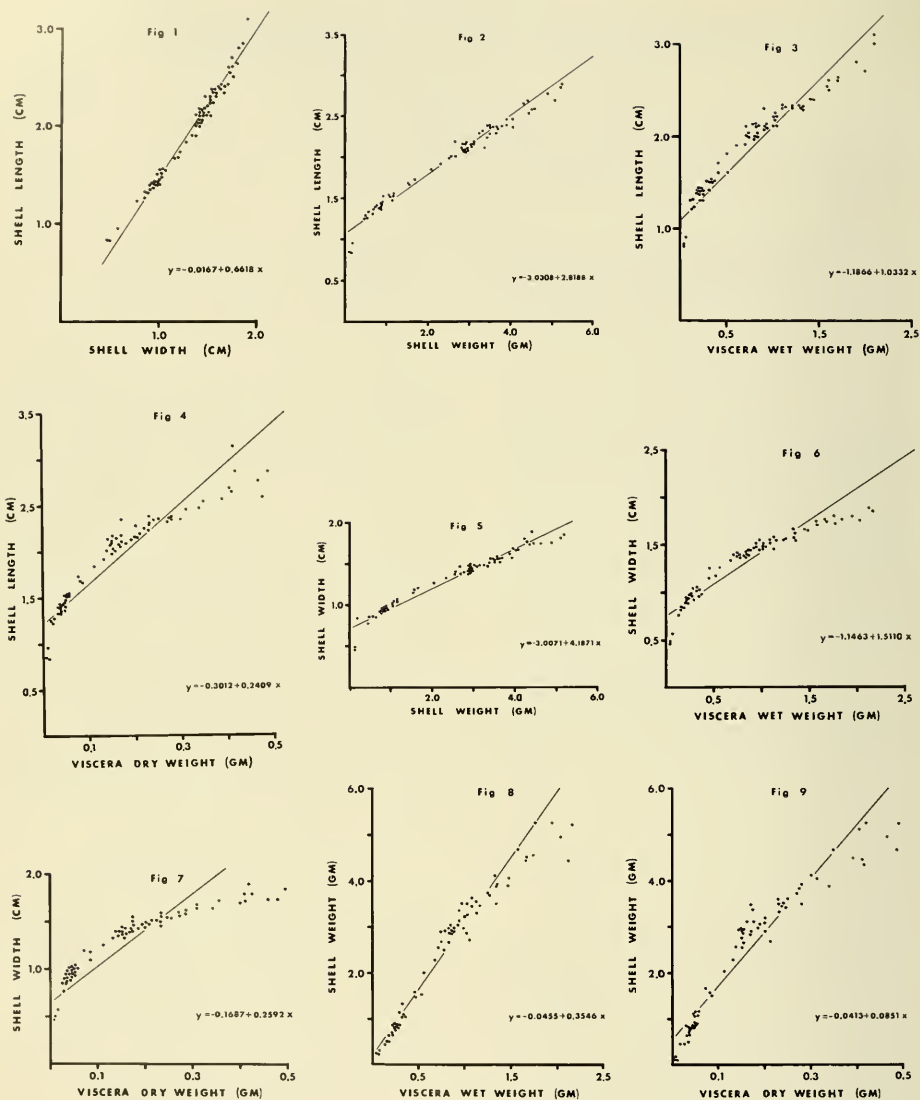 Fig 1
3.0
2.0
1.0
SHELL LENGTH (CM)
y=-0.0167+0.6618 x
1.0
2.0
SHELL WIDTH (CM)
Fig 2
3.5
2.5
1.5
0.5
SHELL LENGTH (CM)
y=-3.0308+2.8188 x
2.0
4.0
6.0
SHELL WEIGHT (GM)
Fig 3
3.0
2.0
1.0
SHELL LENGTH (CM)
y=-1.1866+1.0332 x
0.5
1.5
2.5
VISCERA WET WEIGHT (GM)
Fig 4
3.5
2.5
1.5
0.5
SHELL LENGTH (CM)
y=-0.3012+0.2409 x
0.1
0.3
0.5
VISCERA DRY WEIGHT (GM)
Fig 5
2.0
1.0
SHELL WIDTH (CM)
y=-3.0071+4.1871 x
2.0
4.0
6.0
SHELL WEIGHT (GM)
Fig 6
2.5
1.5
0.5
SHELL WIDTH (CM)
y=-1.1463+1.5110 x
0.5
1.5
2.5
VISCERA WET WEIGHT (GM)
Fig 7
2.0
1.0
SHELL WIDTH (CM)
y=-0.1687+0.2592 x
0.1
0.3
0.5
VISCERA DRY WEIGHT (GM)
Fig 8
6.0
4.0
2.0
SHELL WEIGHT (GM)
y=-0.0455+0.3546 x
0.5
1.5
2.5
VISCERA WET WEIGHT (GM)
Fig 9
6.0
4.0
2.0
SHELL WEIGHT (GM)
y=-0.0413+0.0851 x
0.1
0.3
0.5
VISCERA DRY WEIGHT (GM)